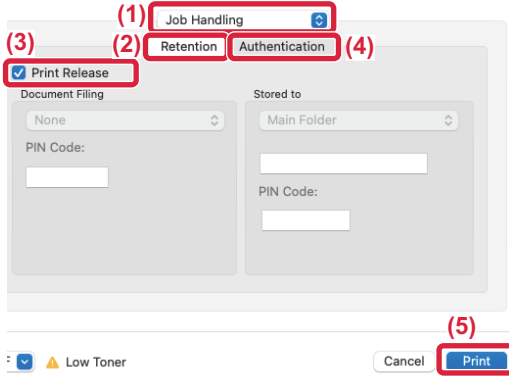 (1) Job Handling
(3) (2) Retention Authentication (4)
Print Release
Document Filing Stored to
None Main Folder
PIN Code:
PIN Code:
(5)
F Low Toner Cancel Print